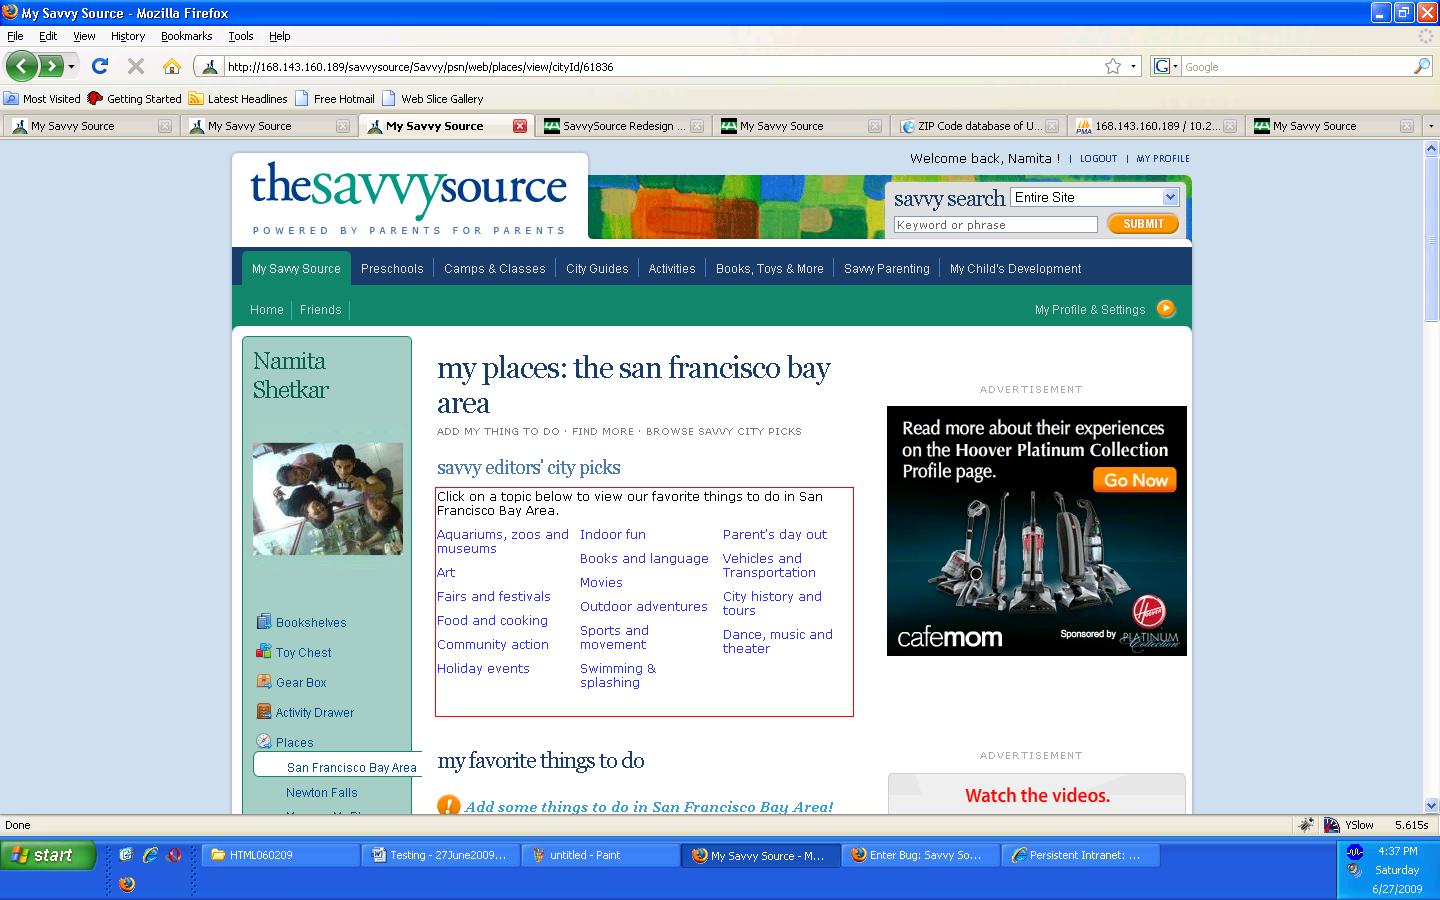 My Savvy Source - Mozilla Firefox
File Edit View History Bookmarks Tools Help
http://168.143.160.189/savvysource/Savvy/psn/web/places/view/cityId/61836
G Google
Most Visited Getting Started Latest Headlines Free Hotmail Web Slice Gallery
My Savvy Source My Savvy Source My Savvy Source SavvySource Redesign ... My Savvy Source ZIP Code database of U... PMA 168.143.160.189 / 10.2... My Savvy Source
Welcome back, Namita ! | LOGOUT | MY PROFILE
thesavvysource
POWERED BY PARENTS FOR PARENTS
savvy search Entire Site
Keyword or phrase SUBMIT
My Savvy Source Preschools Camps & Classes City Guides Activities Books, Toys & More Savvy Parenting My Child's Development
Home Friends My Profile & Settings
Namita
Shetkar
Bookshelves
Toy Chest
Gear Box
Activity Drawer
Places
San Francisco Bay Area
Newton Falls
my places: the san francisco bay
area
ADD MY THING TO DO · FIND MORE · BROWSE SAVVY CITY PICKS
savvy editors' city picks
Click on a topic below to view our favorite things to do in San
Francisco Bay Area.
Aquariums, zoos and
museums
Art
Fairs and festivals
Food and cooking
Community action
Holiday events
Indoor fun
Books and language
Movies
Outdoor adventures
Sports and
movement
Swimming &
splashing
Parent's day out
Vehicles and
Transportation
City history and
tours
Dance, music and
theater
my favorite things to do
! Add some things to do in San Francisco Bay Area!
ADVERTISEMENT
Read more about their experiences
on the Hoover Platinum Collection
Profile page.
Go Now
cafemom Sponsored by Hoover PLATINUM
Collection
ADVERTISEMENT
Watch the videos.
Done YSlow 5.615s
start HTML060209 Testing - 27June2009... untitled - Paint My Savvy Source - M... Enter Bug: Savvy So... Persistent Intranet: ...
4:37 PM
Saturday
6/27/2009